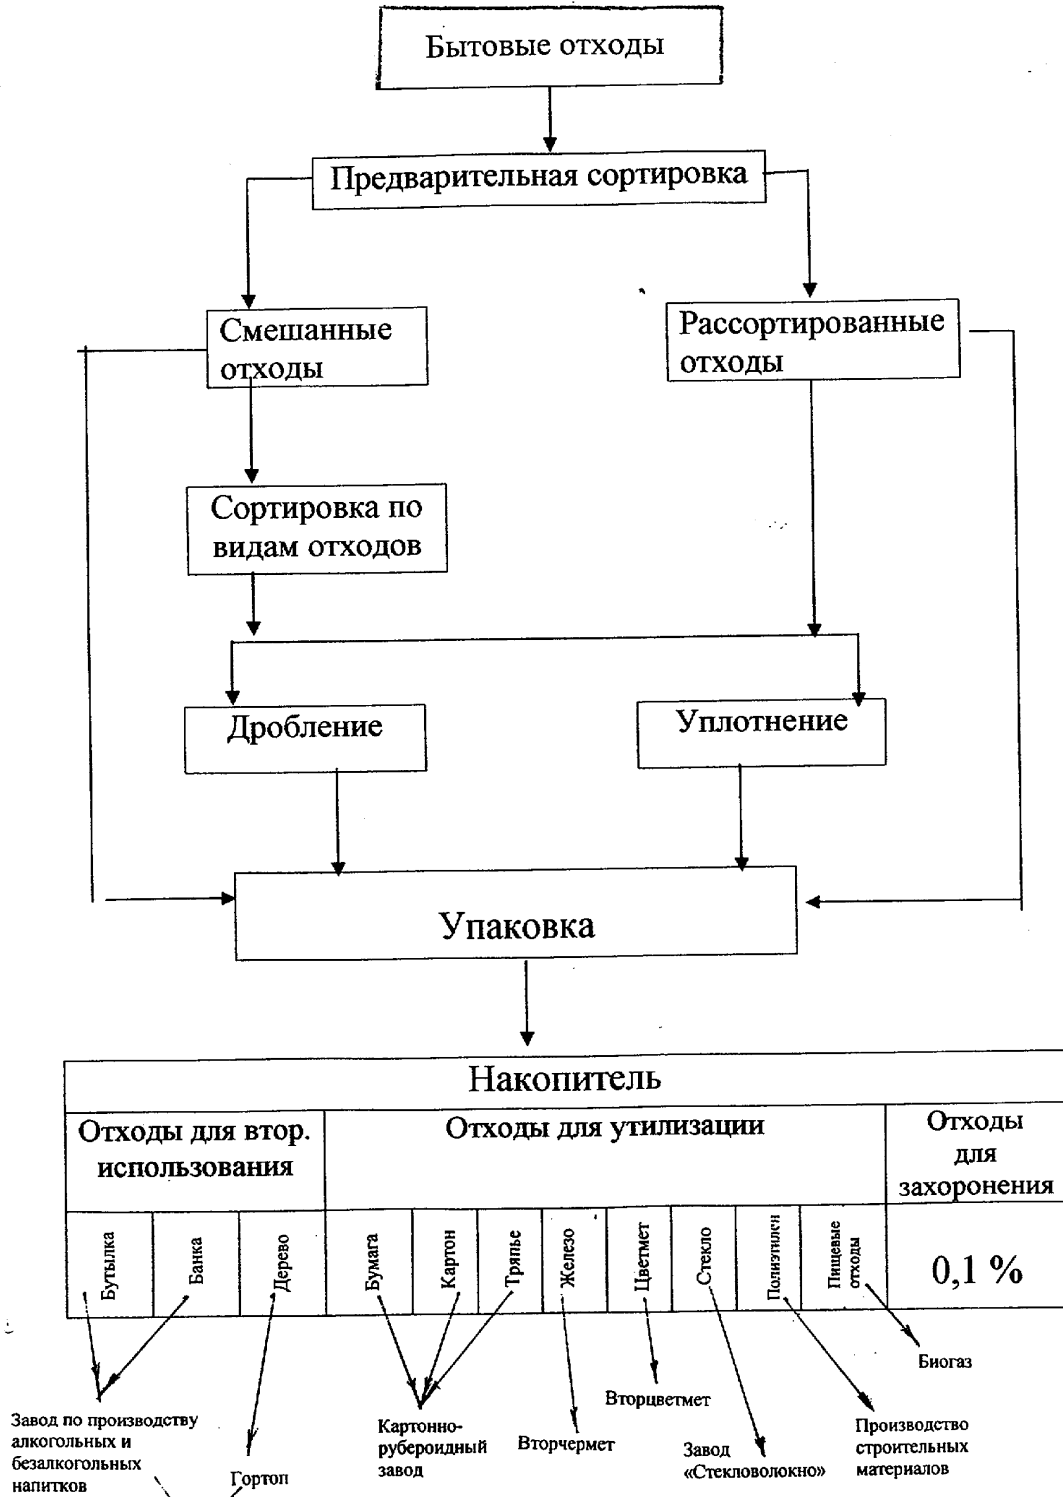 Бытовые отходы
Предварительная сортировка
Смешанные
отходы
Рассортированные
отходы
Сортировка по
видам отходов
Дробление
Уплотнение
Упаковка
Накопитель
Отходы для втор.
использования
Отходы для утилизации
Отходы
для
захоронения
Бутылка
Банка
Дерево
Бумага
Картон
Тряпье
Железо
Цветмет
Стекло
Полиэтилен
Пищевые
отходы
0,1 %
Биогаз
Вторцветмет
Завод по производству
алкогольных и
безалкогольных
напитков
Гортоп
Картонно-
рубероидный
завод
Вторчермет
Завод
«Стекловолокно»
Производство
строительных
материалов